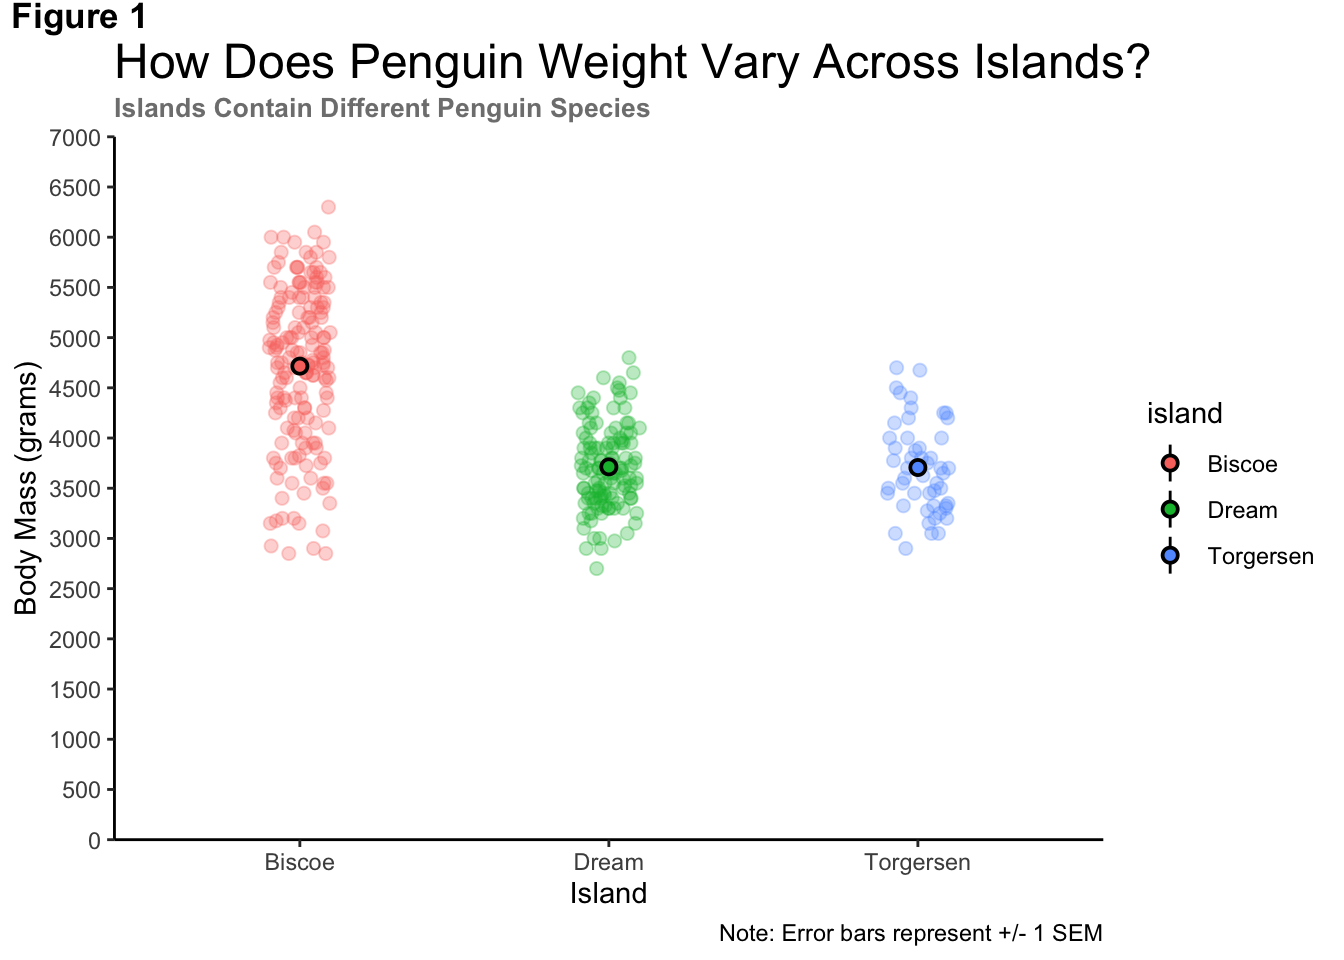 Figure 1
How Does Penguin Weight Vary Across Islands?
Islands Contain Different Penguin Species
7000
6500
6000
5500
5000
4500
4000
3500
3000
2500
2000
1500
1000
500
0
Body Mass (grams)
Biscoe
Dream
Torgersen
Island
island
Biscoe
Dream
Torgersen
Note: Error bars represent +/- 1 SEM